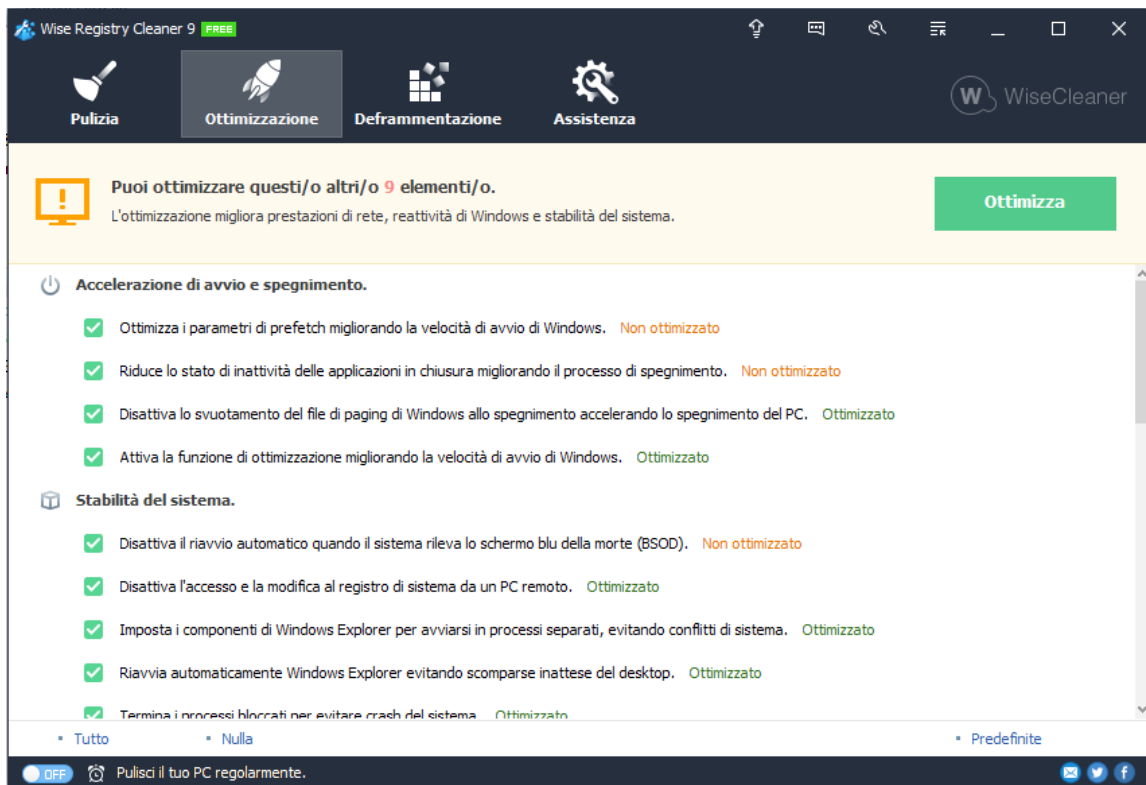 Wise Registry Cleaner 9 FREE
Pulizia
Ottimizzazione
Deframmentazione
Assistenza
W WiseCleaner
Puoi ottimizzare questi/o altri/o 9 elementi/o.
L'ottimizzazione migliora prestazioni di rete, reattività di Windows e stabilità del sistema.
Ottimizza
Accelerazione di avvio e spegnimento.
Ottimizza i parametri di prefetch migliorando la velocità di avvio di Windows. Non ottimizzato
Riduce lo stato di inattività delle applicazioni in chiusura migliorando il processo di spegnimento. Non ottimizzato
Disattiva lo svuotamento del file di paging di Windows allo spegnimento accelerando lo spegnimento del PC. Ottimizzato
Attiva la funzione di ottimizzazione migliorando la velocità di avvio di Windows. Ottimizzato
Stabilità del sistema.
Disattiva il riavvio automatico quando il sistema rileva lo schermo blu della morte (BSOD). Non ottimizzato
Disattiva l'accesso e la modifica al registro di sistema da un PC remoto. Ottimizzato
Imposta i componenti di Windows Explorer per avviarsi in processi separati, evitando conflitti di sistema. Ottimizzato
Riavvia automaticamente Windows Explorer evitando scomparse inattese del desktop. Ottimizzato
Termina i processi bloccati per evitare crash del sistema. Ottimizzato
Tutto
Nulla
Predefinite
OFF
Pulisci il tuo PC regolarmente.